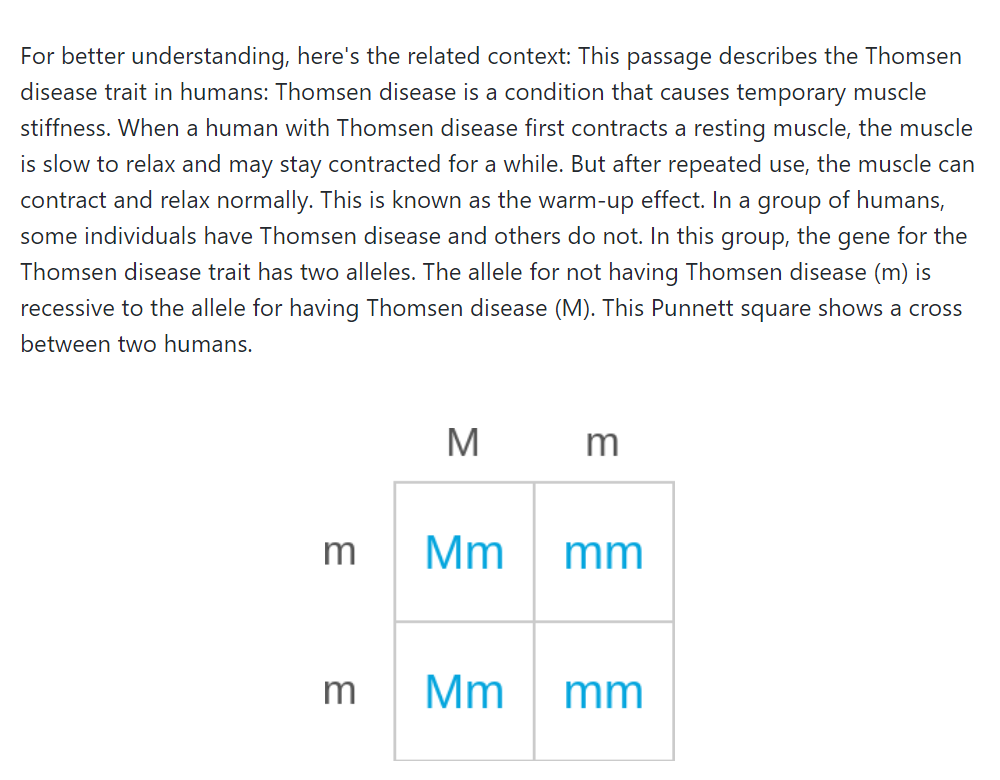 For better understanding, here's the related context: This passage describes the Thomsen
disease trait in humans: Thomsen disease is a condition that causes temporary muscle
stiffness. When a human with Thomsen disease first contracts a resting muscle, the muscle
is slow to relax and may stay contracted for a while. But after repeated use, the muscle can
contract and relax normally. This is known as the warm-up effect. In a group of humans,
some individuals have Thomsen disease and others do not. In this group, the gene for the
Thomsen disease trait has two alleles. The allele for not having Thomsen disease (m) is
recessive to the allele for having Thomsen disease (M). This Punnett square shows a cross
between two humans.
M m
m Mm mm
m Mm mm